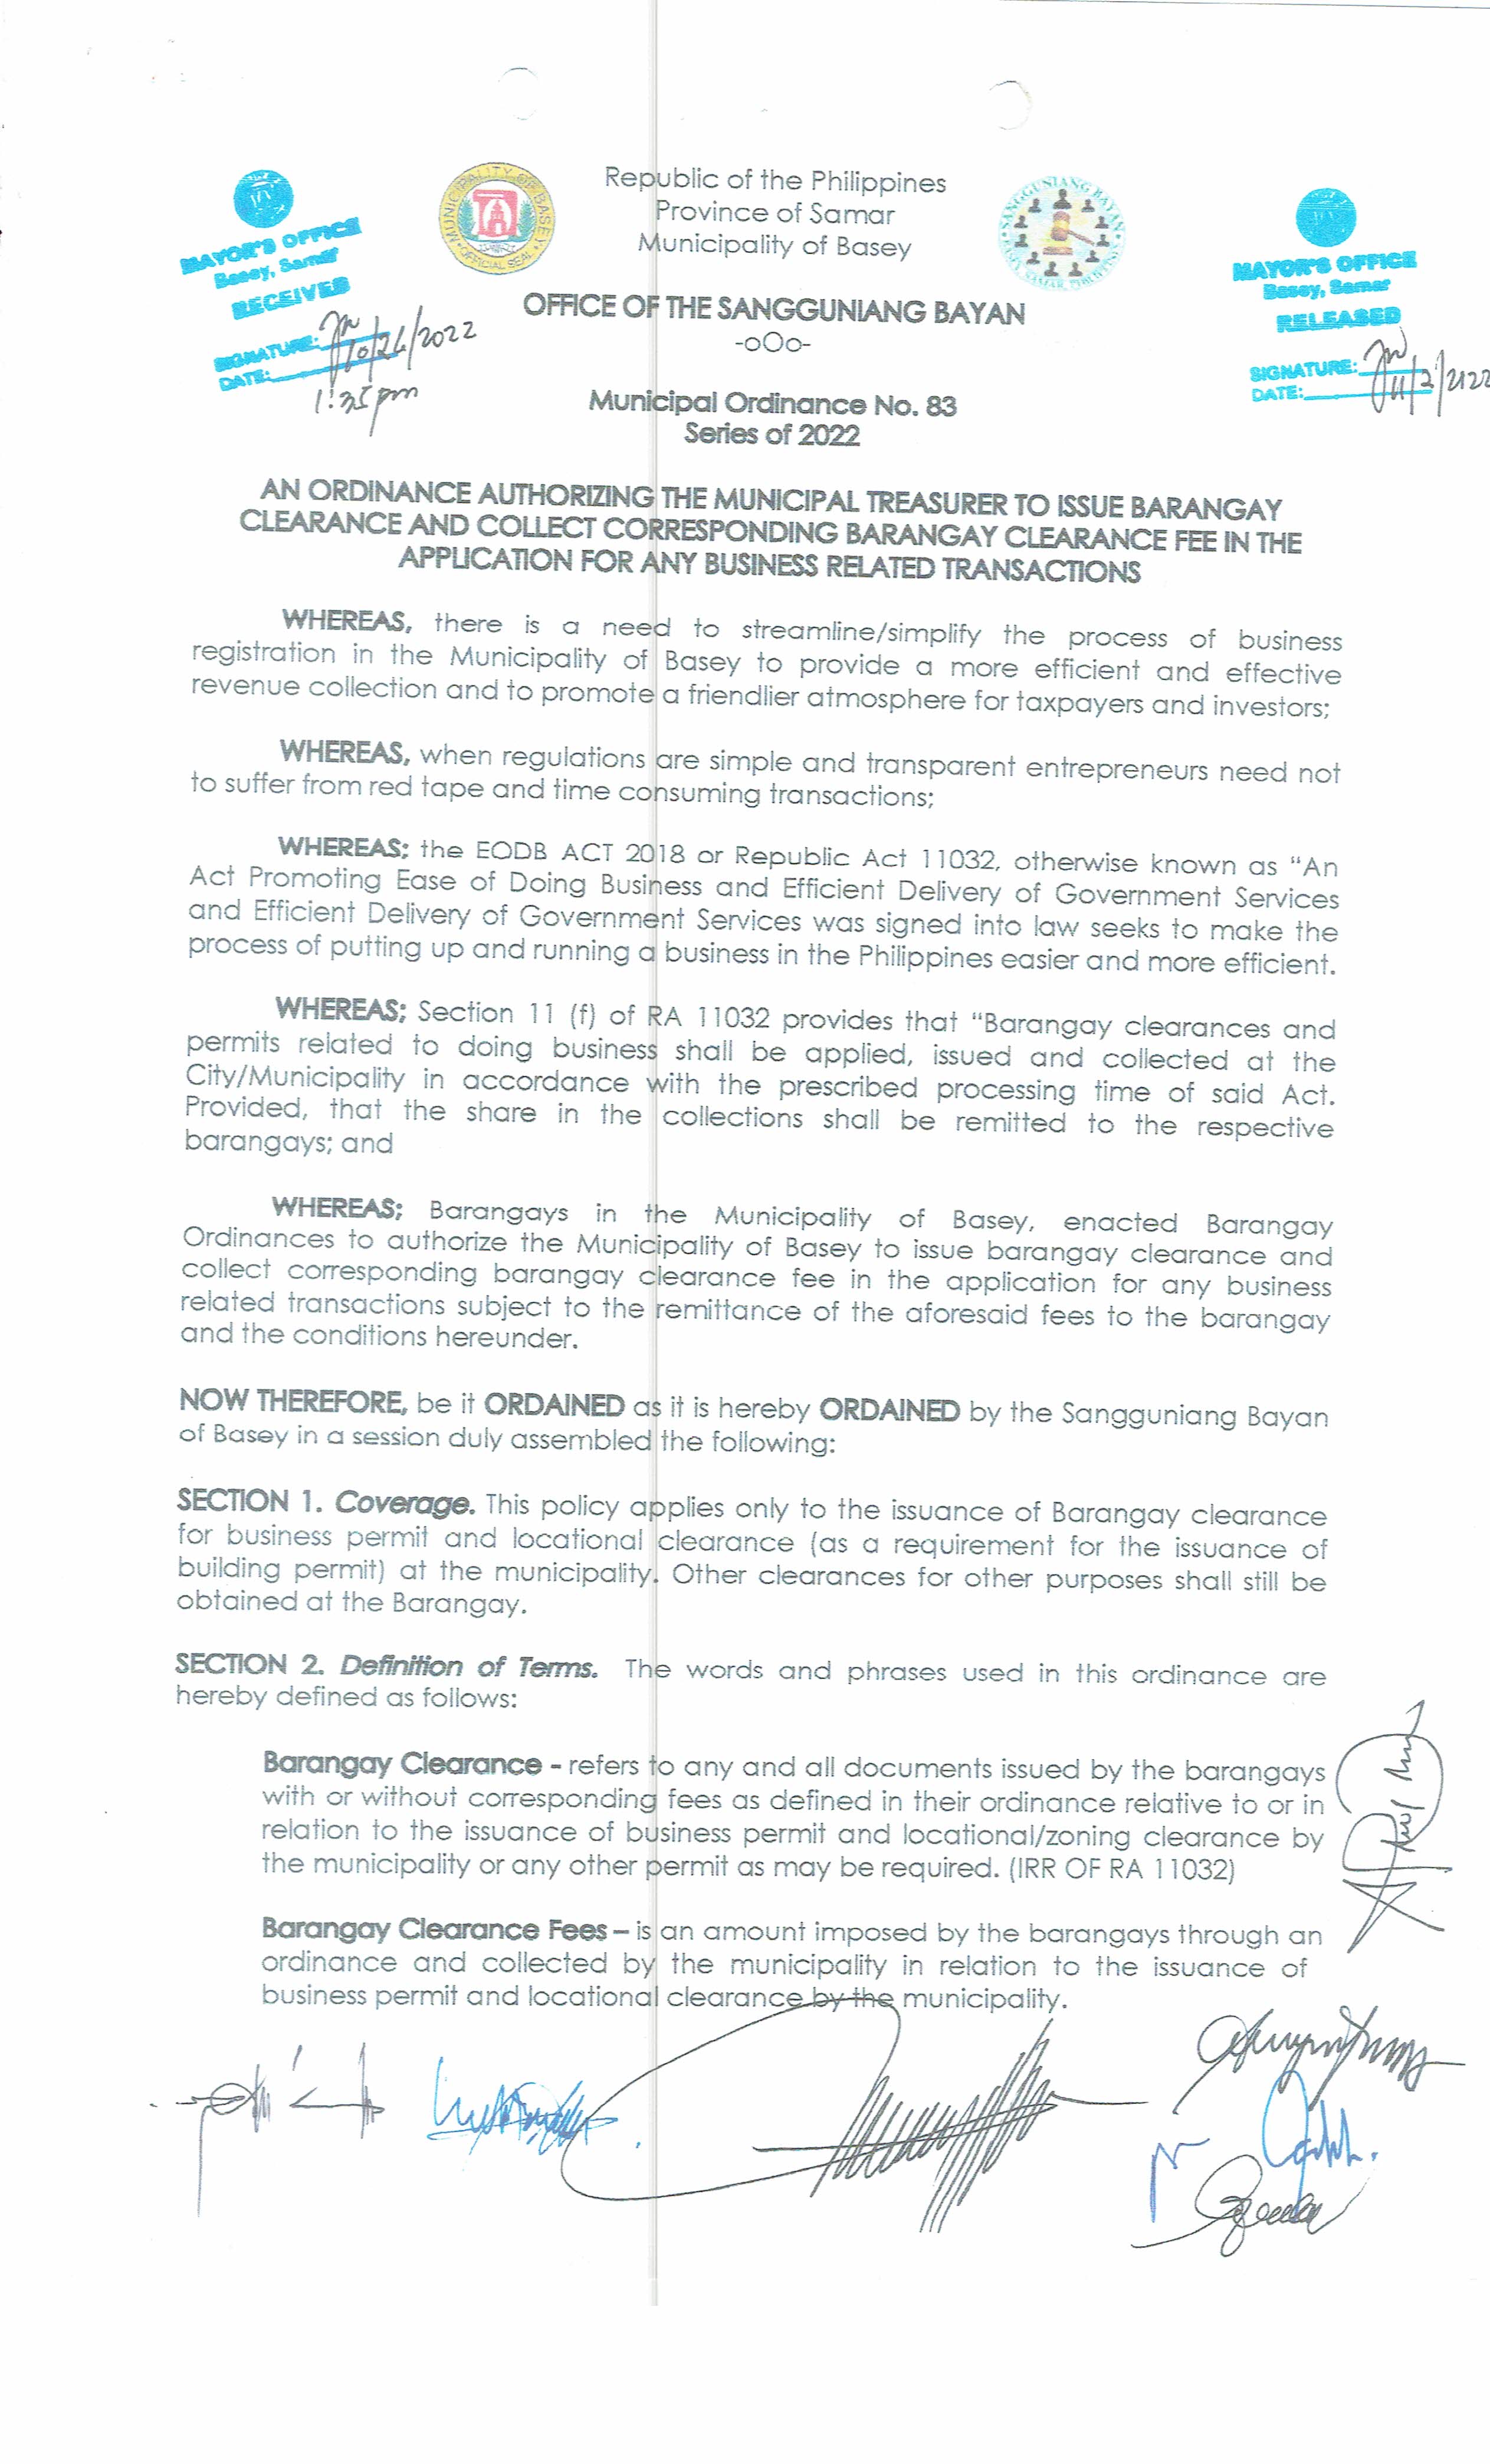 Republic of the Philippines
Province of Samar
Municipality of Basey
MUNICIPALITY OF BASEY
OFFICIAL SEAL
SANGGUNIANG BAYAN
MAYOR'S OFFICE
Basey, Samar
RECEIVED
SIGNATURE:
DATE: 10/26/2022
1:35pm
MAYOR'S OFFICE
Basey, Samar
RELEASED
SIGNATURE:
DATE:
OFFICE OF THE SANGGUNIANG BAYAN
-oOo-
Municipal Ordinance No. 83
Series of 2022
AN ORDINANCE AUTHORIZING THE MUNICIPAL TREASURER TO ISSUE BARANGAY
CLEARANCE AND COLLECT CORRESPONDING BARANGAY CLEARANCE FEE IN THE
APPLICATION FOR ANY BUSINESS RELATED TRANSACTIONS
WHEREAS, there is a need to streamline/simplify the process of business
registration in the Municipality of Basey to provide a more efficient and effective
revenue collection and to promote a friendlier atmosphere for taxpayers and investors;
WHEREAS, when regulations are simple and transparent entrepreneurs need not
to suffer from red tape and time consuming transactions;
WHEREAS; the EODB ACT 2018 or Republic Act 11032, otherwise known as "An
Act Promoting Ease of Doing Business and Efficient Delivery of Government Services
and Efficient Delivery of Government Services was signed into law seeks to make the
process of putting up and running a business in the Philippines easier and more efficient.
WHEREAS; Section 11 (f) of RA 11032 provides that "Barangay clearances and
permits related to doing business shall be applied, issued and collected at the
City/Municipality in accordance with the prescribed processing time of said Act.
Provided, that the share in the collections shall be remitted to the respective
barangays; and
WHEREAS; Barangays in the Municipality of Basey, enacted Barangay
Ordinances to authorize the Municipality of Basey to issue barangay clearance and
collect corresponding barangay clearance fee in the application for any business
related transactions subject to the remittance of the aforesaid fees to the barangay
and the conditions hereunder.
NOW THEREFORE, be it ORDAINED as it is hereby ORDAINED by the Sangguniang Bayan
of Basey in a session duly assembled the following:
SECTION 1. Coverage. This policy applies only to the issuance of Barangay clearance
for business permit and locational clearance (as a requirement for the issuance of
building permit) at the municipality. Other clearances for other purposes shall still be
obtained at the Barangay.
SECTION 2. Definition of Terms. The words and phrases used in this ordinance are
hereby defined as follows:
Barangay Clearance - refers to any and all documents issued by the barangays
with or without corresponding fees as defined in their ordinance relative to or in
relation to the issuance of business permit and locational/zoning clearance by
the municipality or any other permit as may be required. (IRR OF RA 11032)
Barangay Clearance Fees – is an amount imposed by the barangays through an
ordinance and collected by the municipality in relation to the issuance of
business permit and locational clearance by the municipality.